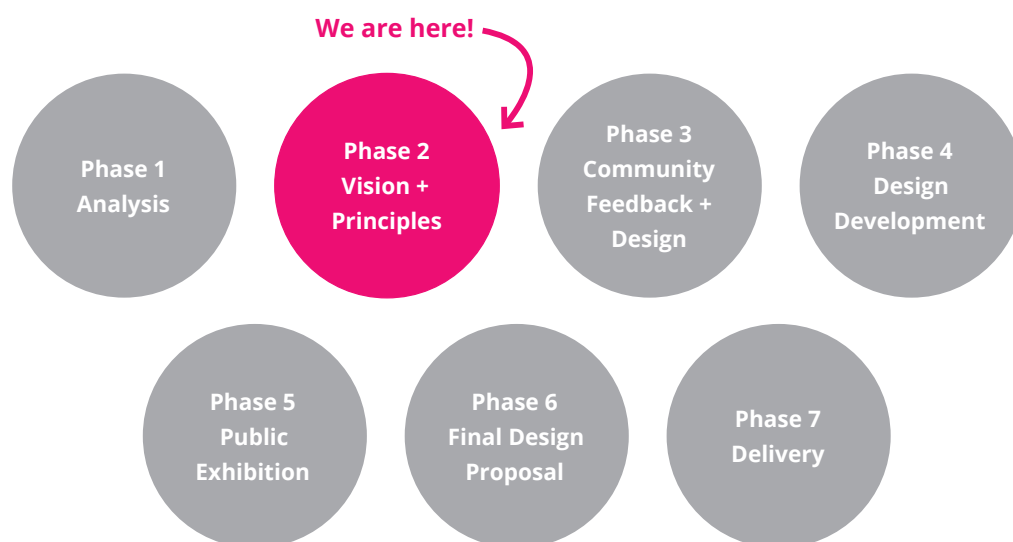 We are here!
Phase 1
Analysis
Phase 2
Vision +
Principles
Phase 3
Community
Feedback +
Design
Phase 4
Design
Development
Phase 5
Public
Exhibition
Phase 6
Final Design
Proposal
Phase 7
Delivery